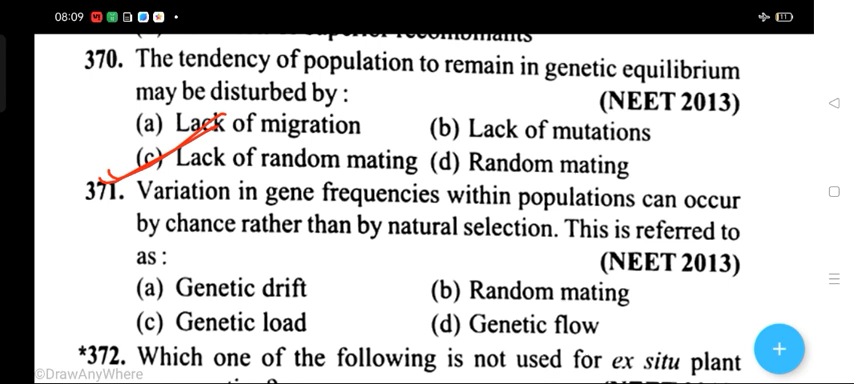 08:09
370. The tendency of population to remain in genetic equilibrium
may be disturbed by : (NEET 2013)
(a) Lack of migration (b) Lack of mutations
(c) Lack of random mating (d) Random mating
371. Variation in gene frequencies within populations can occur
by chance rather than by natural selection. This is referred to
as : (NEET 2013)
(a) Genetic drift (b) Random mating
(c) Genetic load (d) Genetic flow
*372. Which one of the following is not used for ex situ plant
©DrawAnyWhere